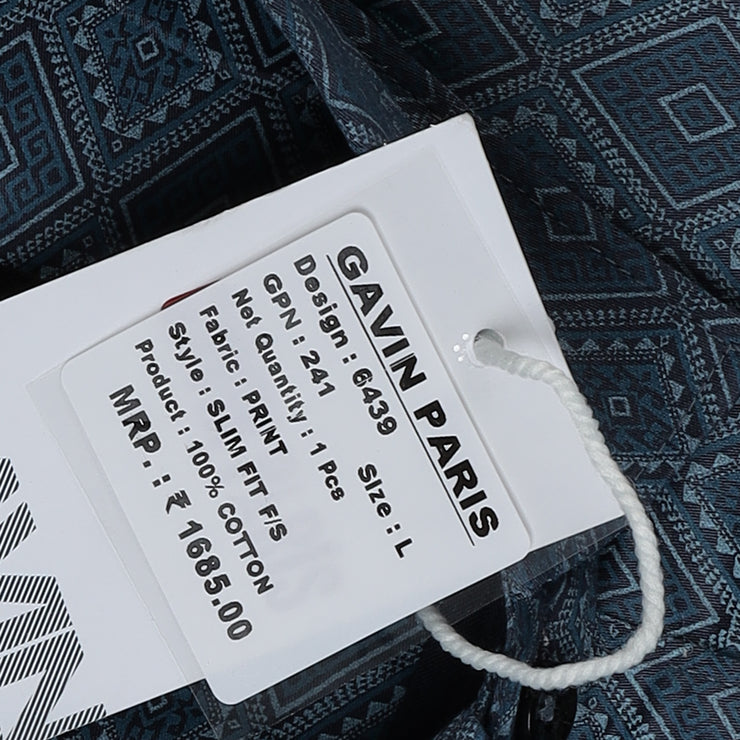 GAVIN PARIS
Design : 6439 Size : L
GPN : 241
Net Quantity : 1 Pcs
Fabric : PRINT
Style : SLIM FIT F/S
Product : 100% COTTON
MRP. : ₹ 1685.00